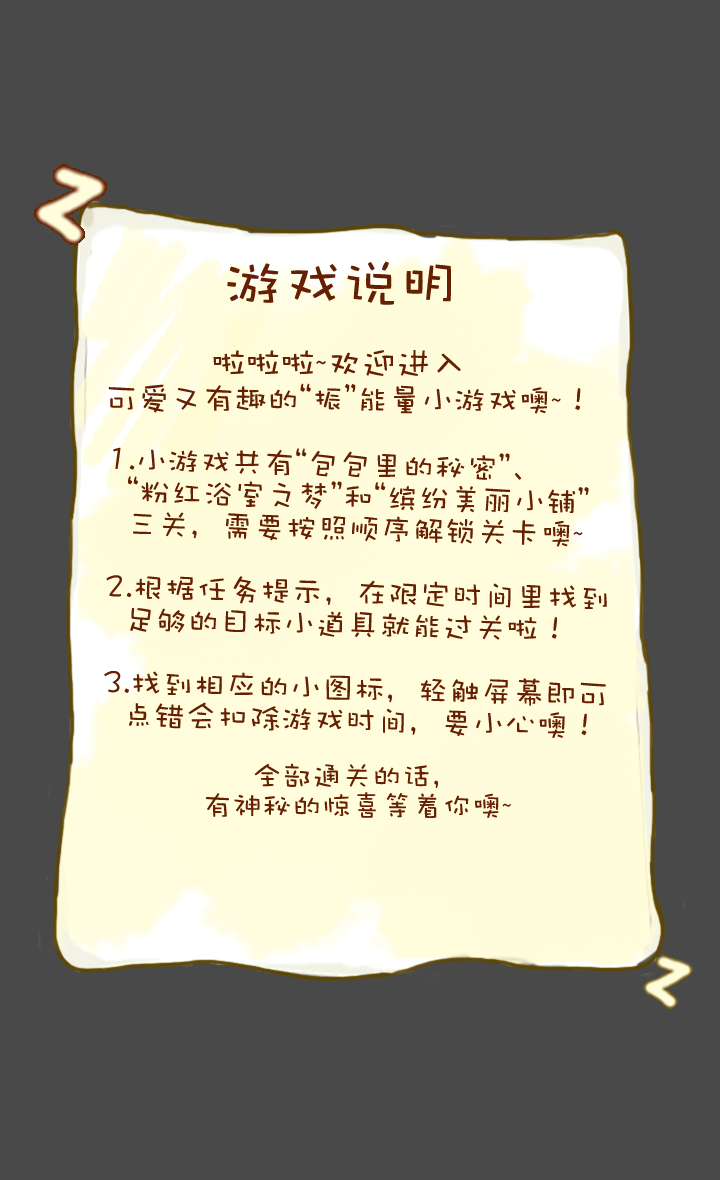 游戏说明
啦啦啦~欢迎进入
可爱又有趣的“振”能量小游戏噢~！
1.小游戏共有“包包里的秘密”、
“粉红浴室之梦”和“缤纷美丽小铺”
三关，需要按照顺序解锁关卡噢~
2.根据任务提示，在限定时间里找到
足够的目标小道具就能过关啦！
3.找到相应的小图标，轻触屏幕即可
点错会扣除游戏时间，要小心噢！
全部通关的话，
有神秘的惊喜等着你噢~